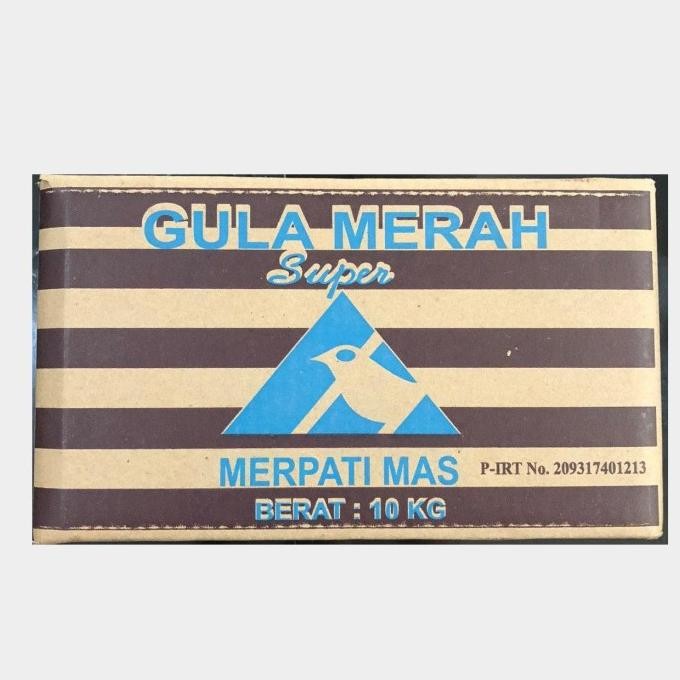 GULA MERAH
Super
MERPATI MAS
P-IRT No. 209317401213
BERAT : 10 KG